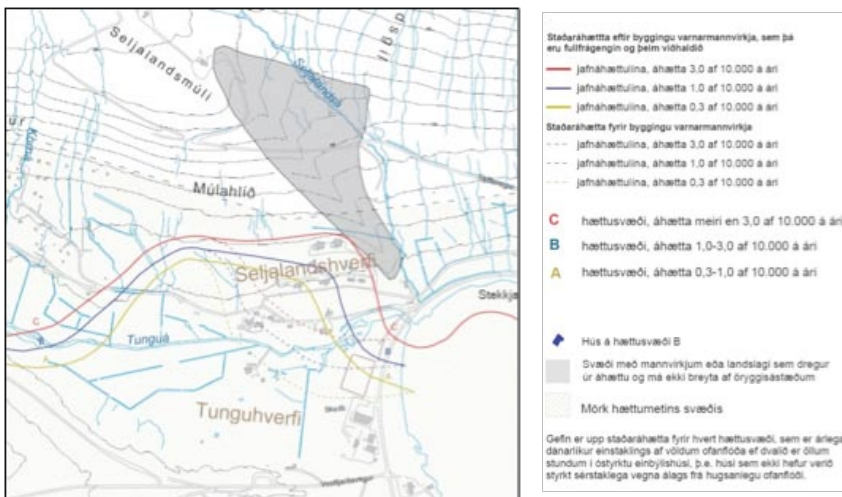 Seljalandsmúli
Seljalandsá
Múlahlíð
Seljalandshverfi
Stekkja
C
B
A
Tunguá
C
B
A
Tunguhverfi
Staðaráhætta eftir byggingu varnarmannvirkja, sem þá
eru fullfrágengin og þeim viðhaldið
jafnáhættulína, áhætta 3,0 af 10.000 á ári
jafnáhættulína, áhætta 1,0 af 10.000 á ári
jafnáhættulína, áhætta 0,3 af 10.000 á ári
Staðaráhætta fyrir byggingu varnarmannvirkja
jafnáhættulína, áhætta 3,0 af 10.000 á ári
jafnáhættulína, áhætta 1,0 af 10.000 á ári
jafnáhættulína, áhætta 0,3 af 10.000 á ári
C hættusvæði, áhætta meiri en 3,0 af 10.000 á ári
B hættusvæði, áhætta 1,0-3,0 af 10.000 á ári
A hættusvæði, áhætta 0,3-1,0 af 10.000 á ári
Hús á hættusvæði B
Svæði með mannvirkjum eða landslagi sem dregur
úr áhættu og má ekki breyta af öryggisástæðum
Mörk hættumetins svæðis
Gefin er upp staðaráhætta fyrir hvert hættusvæði, sem er árlegar
dánarlíkur einstaklings af völdum ofanflóða ef dvalið er öllum
stundum í óstyrktu einbýlishúsi, þ.e. húsi sem ekki hefur verið
styrkt sérstaklega vegna álags frá hugsanlegu ofanflóði.